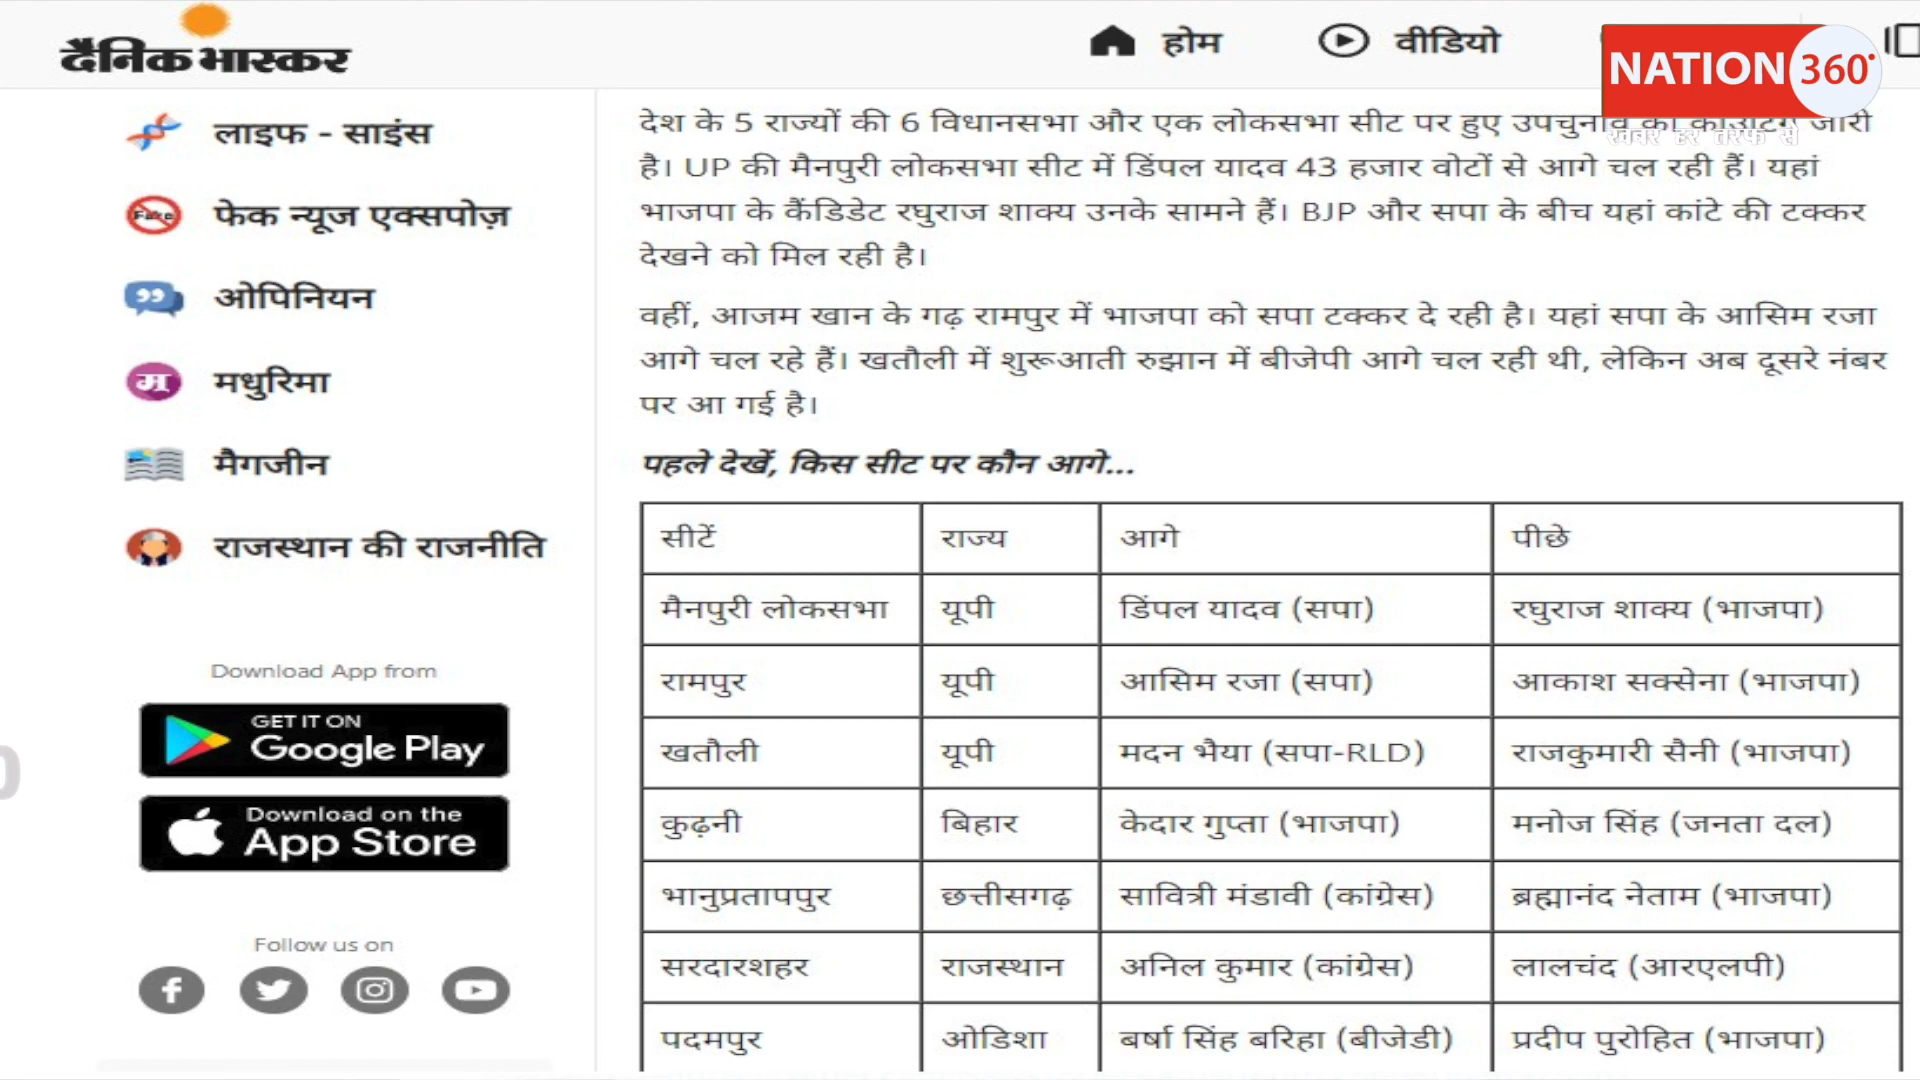 दैनिक भास्कर
होम
वीडियो
NATION 360°
खबर हर तरफ से
लाइफ - साइंस
फेक न्यूज एक्सपोज़
ओपिनियन
मधुरिमा
मैगजीन
राजस्थान की राजनीति
Download App from
GET IT ON
Google Play
Download on the
App Store
Follow us on
देश के 5 राज्यों की 6 विधानसभा और एक लोकसभा सीट पर हुए उपचुनाव की काउंटिंग जारी
है। UP की मैनपुरी लोकसभा सीट में डिंपल यादव 43 हजार वोटों से आगे चल रही हैं। यहां
भाजपा के कैंडिडेट रघुराज शाक्य उनके सामने हैं। BJP और सपा के बीच यहां कांटे की टक्कर
देखने को मिल रही है।
वहीं, आजम खान के गढ़ रामपुर में भाजपा को सपा टक्कर दे रही है। यहां सपा के आसिम रजा
आगे चल रहे हैं। खतौली में शुरूआती रुझान में बीजेपी आगे चल रही थी, लेकिन अब दूसरे नंबर
पर आ गई है।
पहले देखें, किस सीट पर कौन आगे...
सीटें राज्य आगे पीछे
मैनपुरी लोकसभा यूपी डिंपल यादव (सपा) रघुराज शाक्य (भाजपा)
रामपुर यूपी आसिम रजा (सपा) आकाश सक्सेना (भाजपा)
खतौली यूपी मदन भैया (सपा-RLD) राजकुमारी सैनी (भाजपा)
कुढ़नी बिहार केदार गुप्ता (भाजपा) मनोज सिंह (जनता दल)
भानुप्रतापपुर छत्तीसगढ़ सावित्री मंडावी (कांग्रेस) ब्रह्मानंद नेताम (भाजपा)
सरदारशहर राजस्थान अनिल कुमार (कांग्रेस) लालचंद (आरएलपी)
पदमपुर ओडिशा बर्षा सिंह बरिहा (बीजेडी) प्रदीप पुरोहित (भाजपा)